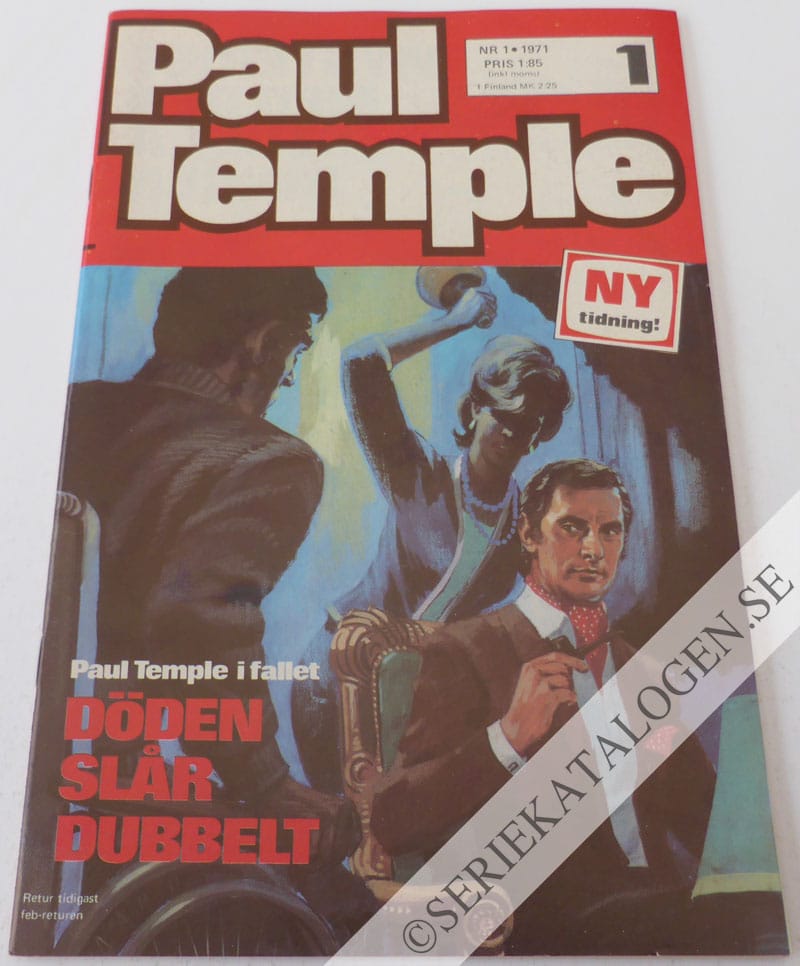 Paul
Temple
NR 1 • 1971
PRIS 1:85
(inkl moms)
I Finland MK 2:25
1
NY
tidning!
Paul Temple i fallet
DÖDEN
SLÅR
DUBBELT
Retur tidigast
feb-returen
©SERIEKATALOGEN.SE